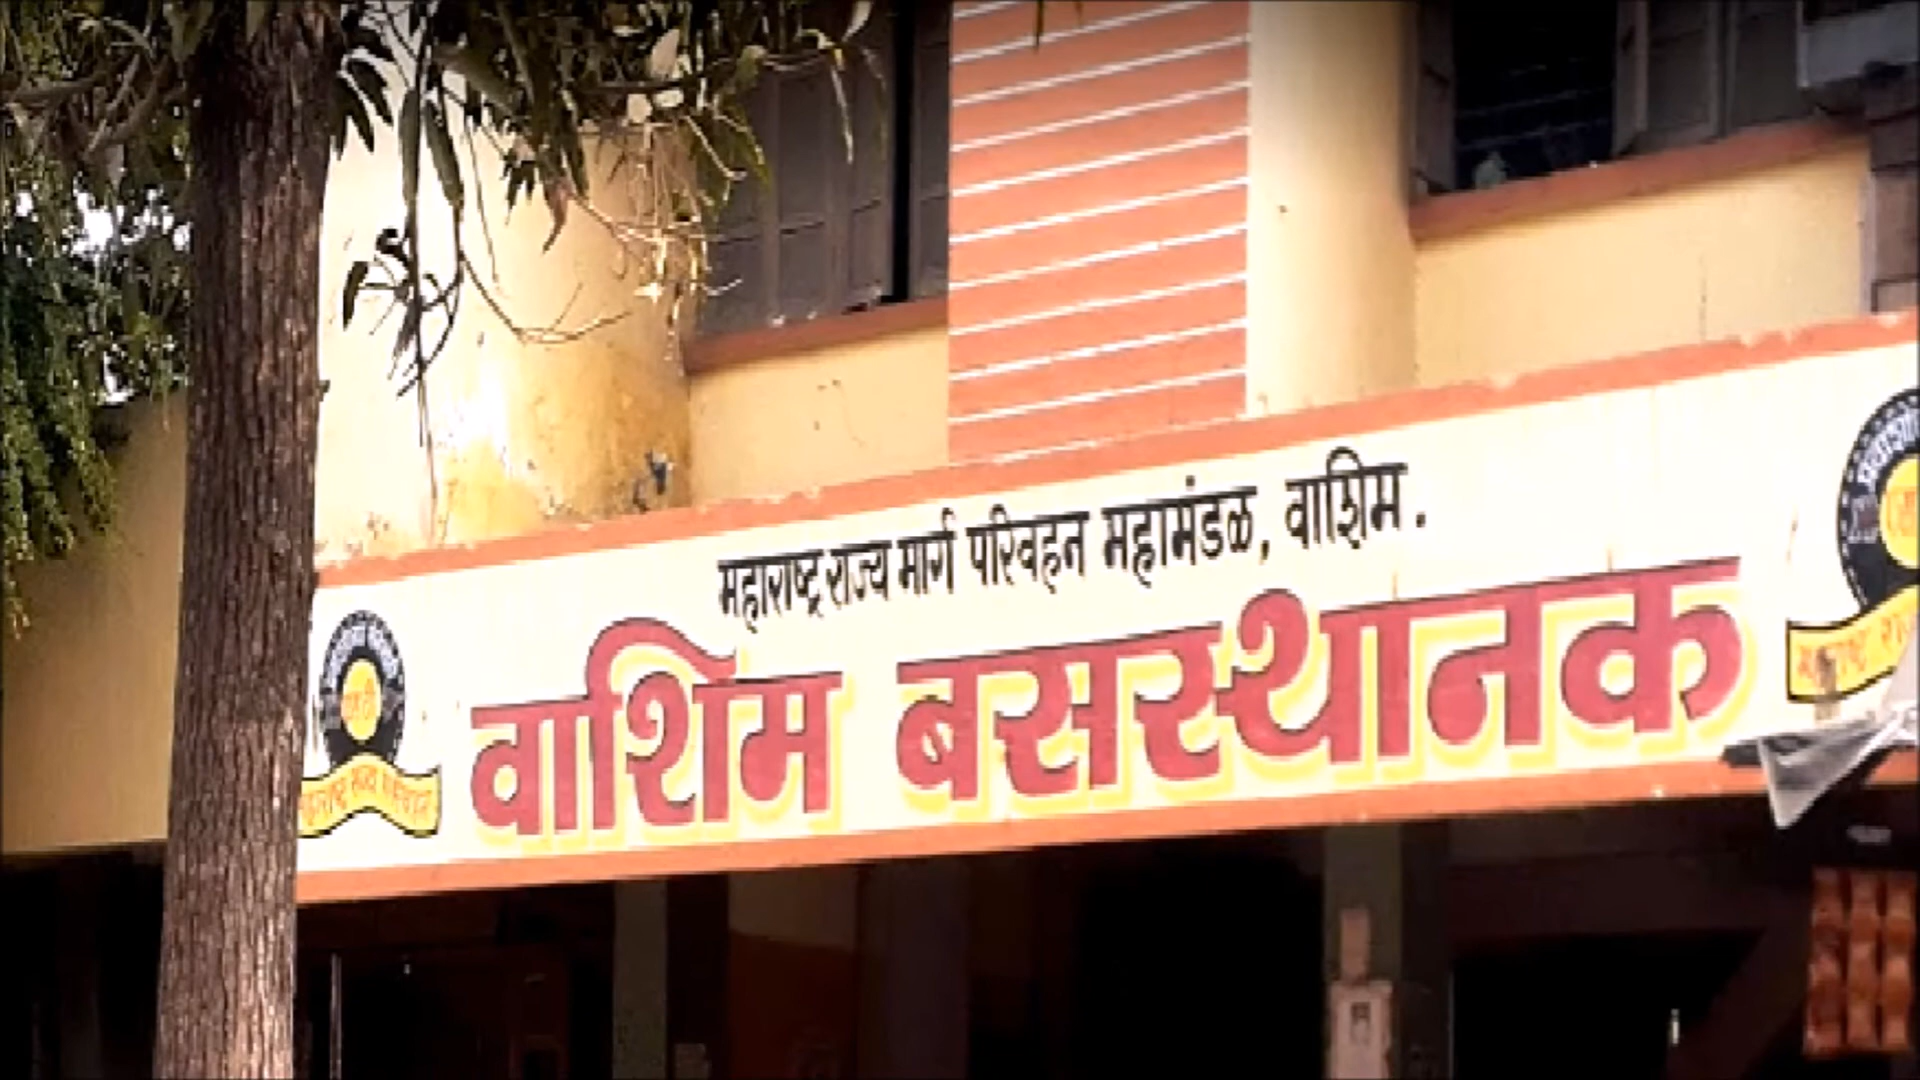 महाराष्ट्र राज्य मार्ग परिवहन महामंडळ, वाशिम.
वाशिम बसस्थानक